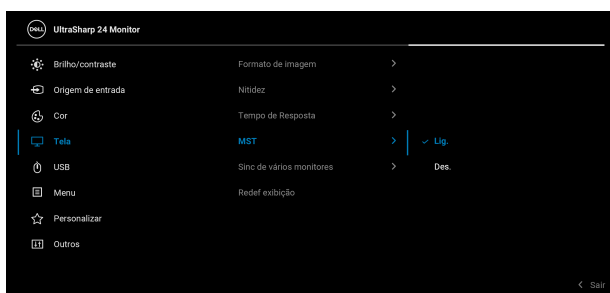 DELL UltraSharp 24 Monitor
Brilho/contraste Formato de imagem
Origem de entrada Nitidez
Cor Tempo de Resposta
Tela MST Lig.
USB Sinc de vários monitores Des.
Menu Redef exibição
Personalizar
Outros
Sair